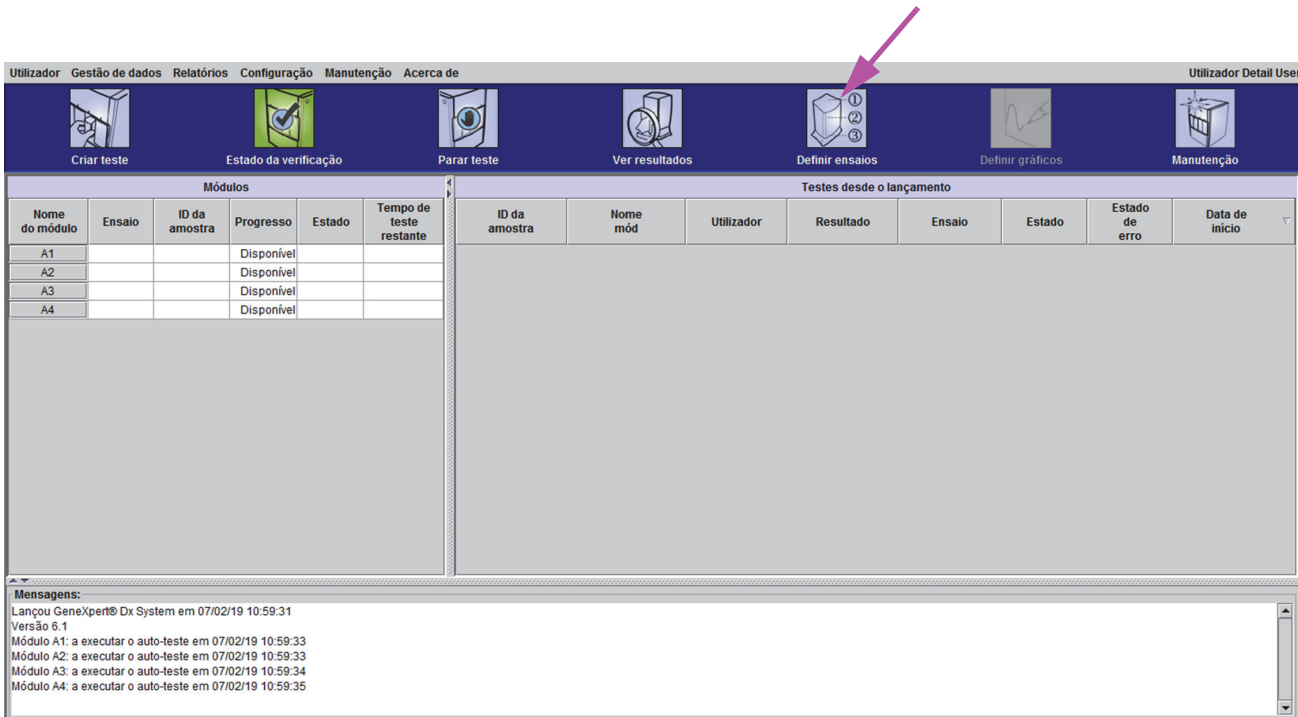 Utilizador Gestão de dados Relatórios Configuração Manutenção Acerca de
Utilizador Detail User
Criar teste
Estado da verificação
Parar teste
Ver resultados
①
②
③
Definir ensaios
Definir gráficos
Manutenção
Módulos
Nome do módulo Ensaio ID da amostra Progresso Estado Tempo de teste restante
A1 Disponível
A2 Disponível
A3 Disponível
A4 Disponível
Testes desde o lançamento
ID da amostra Nome mód Utilizador Resultado Ensaio Estado Estado de erro Data de início
Mensagens:
Lançou GeneXpert® Dx System em 07/02/19 10:59:31
Versão 6.1
Módulo A1: a executar o auto-teste em 07/02/19 10:59:33
Módulo A2: a executar o auto-teste em 07/02/19 10:59:33
Módulo A3: a executar o auto-teste em 07/02/19 10:59:34
Módulo A4: a executar o auto-teste em 07/02/19 10:59:35